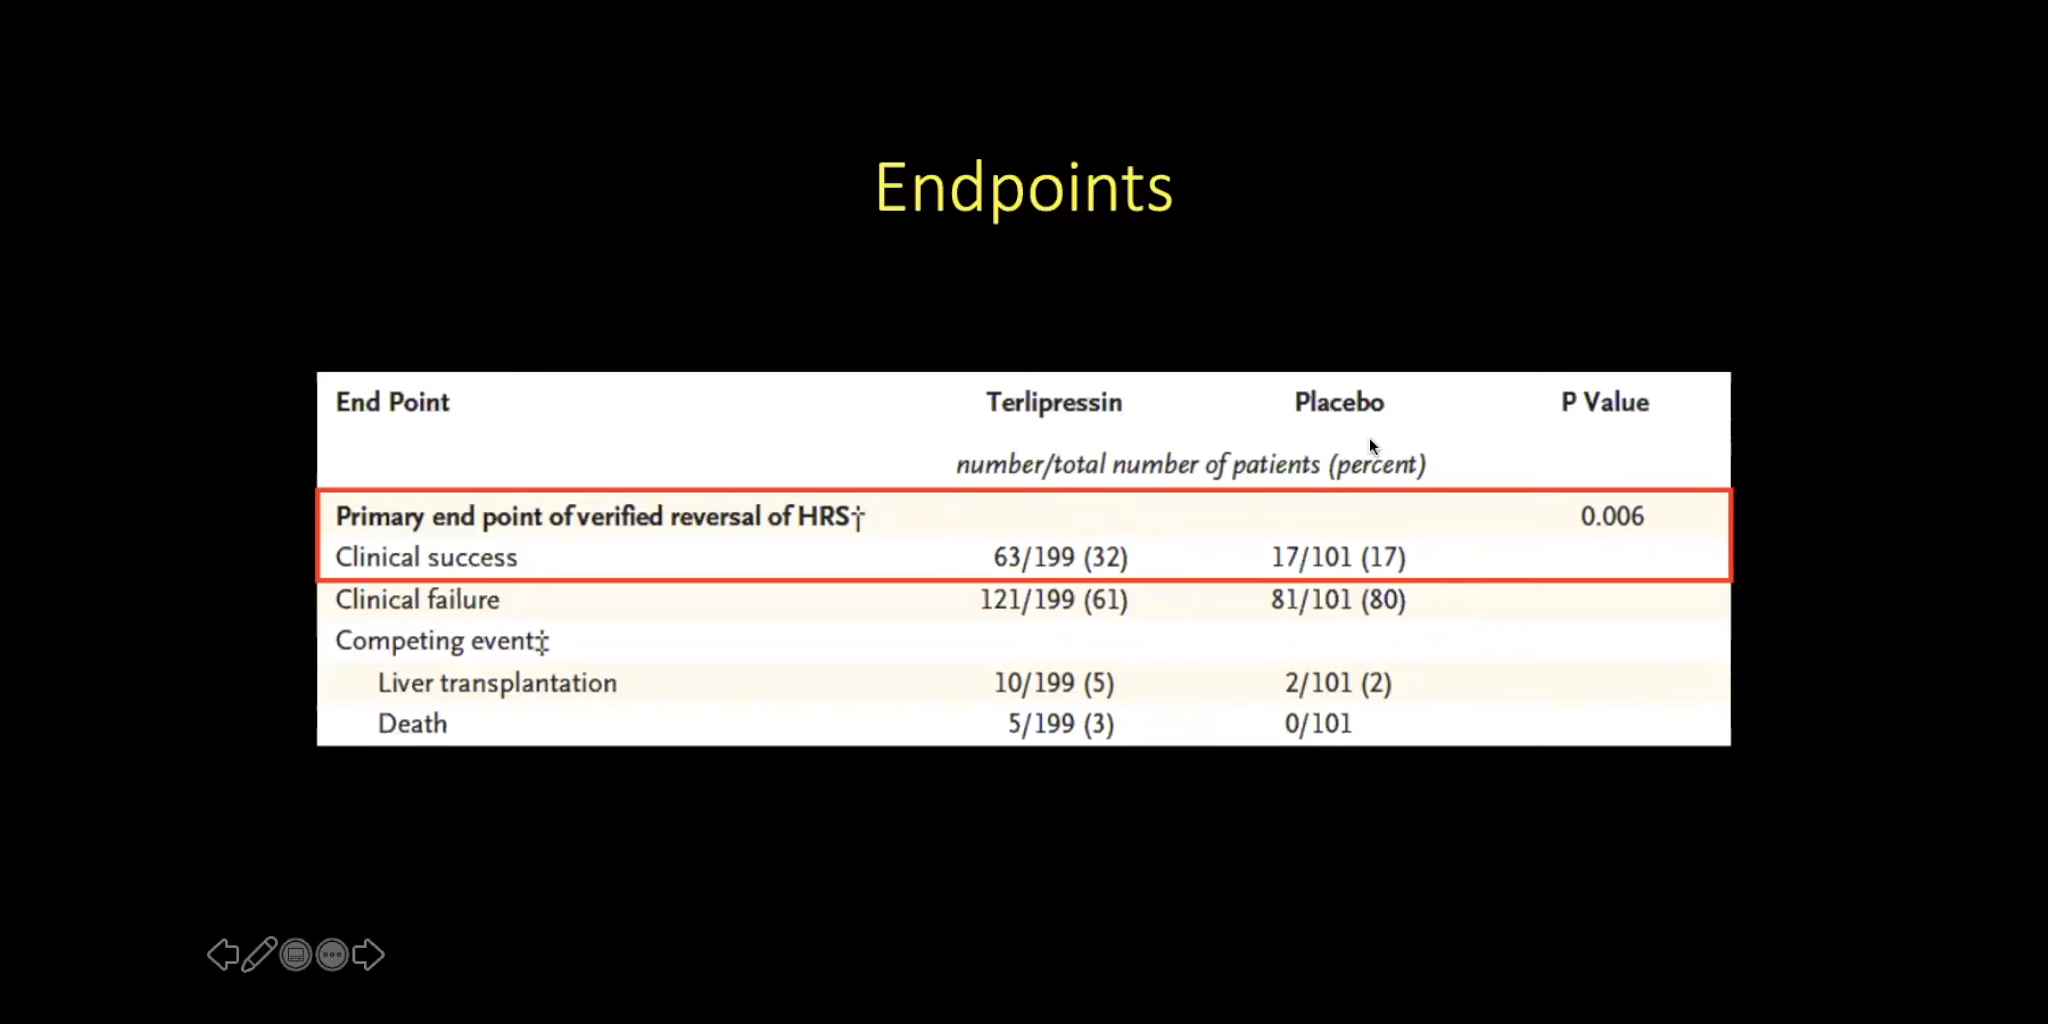 Endpoints
End Point Terlipressin Placebo P Value
number/total number of patients (percent)
Primary end point of verified reversal of HRS† 0.006
Clinical success 63/199 (32) 17/101 (17)
Clinical failure 121/199 (61) 81/101 (80)
Competing event‡
Liver transplantation 10/199 (5) 2/101 (2)
Death 5/199 (3) 0/101